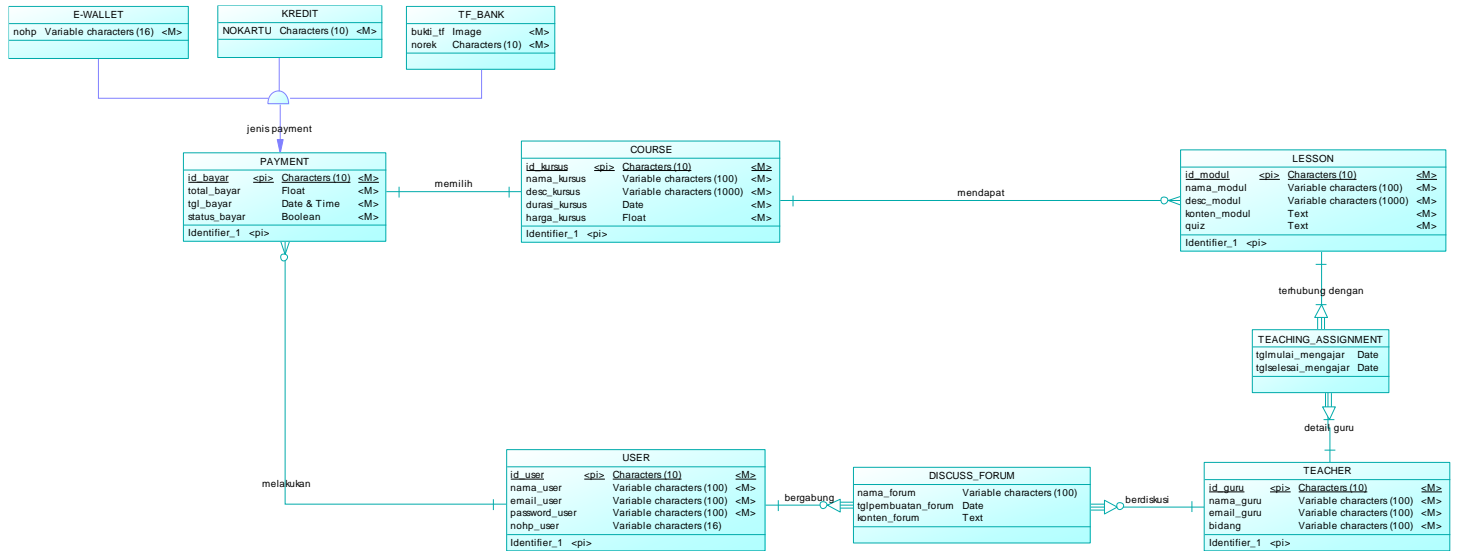 E-WALLET
nohp Variable characters (16) <M>
KREDIT
NOKARTU Characters (10) <M>
TF_BANK
bukti_tf Image <M>
norek Characters (10) <M>
jenis payment
PAYMENT
id_bayar <pi> Characters (10) <M>
total_bayar Float <M>
tgl_bayar Date & Time <M>
status_bayar Boolean <M>
Identifier_1 <pi>
memilih
COURSE
id_kursus <pi> Characters (10) <M>
nama_kursus Variable characters (100) <M>
desc_kursus Variable characters (1000) <M>
durasi_kursus Date <M>
harga_kursus Float <M>
Identifier_1 <pi>
mendapat
LESSON
id_modul <pi> Characters (10) <M>
nama_modul Variable characters (100) <M>
desc_modul Variable characters (1000) <M>
konten_modul Text <M>
quiz Text <M>
Identifier_1 <pi>
terhubung dengan
TEACHING_ASSIGNMENT
tglmulai_mengajar Date
tglselesai_mengajar Date
detail guru
melakukan
USER
id_user <pi> Characters (10) <M>
nama_user Variable characters (100) <M>
email_user Variable characters (100) <M>
password_user Variable characters (100) <M>
nohp_user Variable characters (16)
Identifier_1 <pi>
bergabung
DISCUSS_FORUM
nama_forum Variable characters (100)
tglpembuatan_forum Date
konten_forum Text
berdiskusi
TEACHER
id_guru <pi> Characters (10) <M>
nama_guru Variable characters (100) <M>
email_guru Variable characters (100) <M>
bidang Variable characters (100) <M>
Identifier_1 <pi>